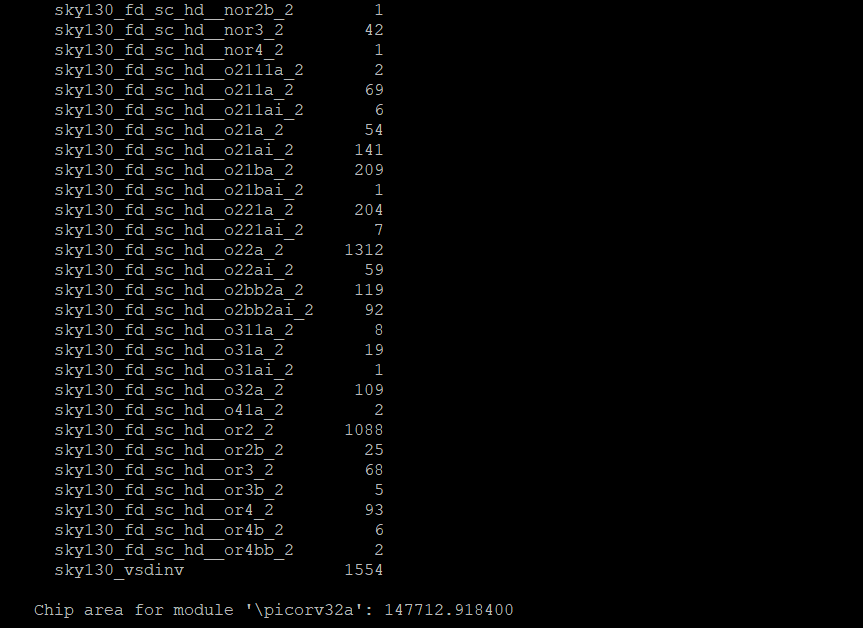 sky130_fd_sc_hd__nor2b_2 1
sky130_fd_sc_hd__nor3_2 42
sky130_fd_sc_hd__nor4_2 1
sky130_fd_sc_hd__o2111a_2 2
sky130_fd_sc_hd__o211a_2 69
sky130_fd_sc_hd__o211ai_2 6
sky130_fd_sc_hd__o21a_2 54
sky130_fd_sc_hd__o21ai_2 141
sky130_fd_sc_hd__o21ba_2 209
sky130_fd_sc_hd__o21bai_2 1
sky130_fd_sc_hd__o221a_2 204
sky130_fd_sc_hd__o221ai_2 7
sky130_fd_sc_hd__o22a_2 1312
sky130_fd_sc_hd__o22ai_2 59
sky130_fd_sc_hd__o2bb2a_2 119
sky130_fd_sc_hd__o2bb2ai_2 92
sky130_fd_sc_hd__o311a_2 8
sky130_fd_sc_hd__o31a_2 19
sky130_fd_sc_hd__o31ai_2 1
sky130_fd_sc_hd__o32a_2 109
sky130_fd_sc_hd__o41a_2 2
sky130_fd_sc_hd__or2_2 1088
sky130_fd_sc_hd__or2b_2 25
sky130_fd_sc_hd__or3_2 68
sky130_fd_sc_hd__or3b_2 5
sky130_fd_sc_hd__or4_2 93
sky130_fd_sc_hd__or4b_2 6
sky130_fd_sc_hd__or4bb_2 2
sky130_vsdinv 1554
Chip area for module '\picorv32a': 147712.918400